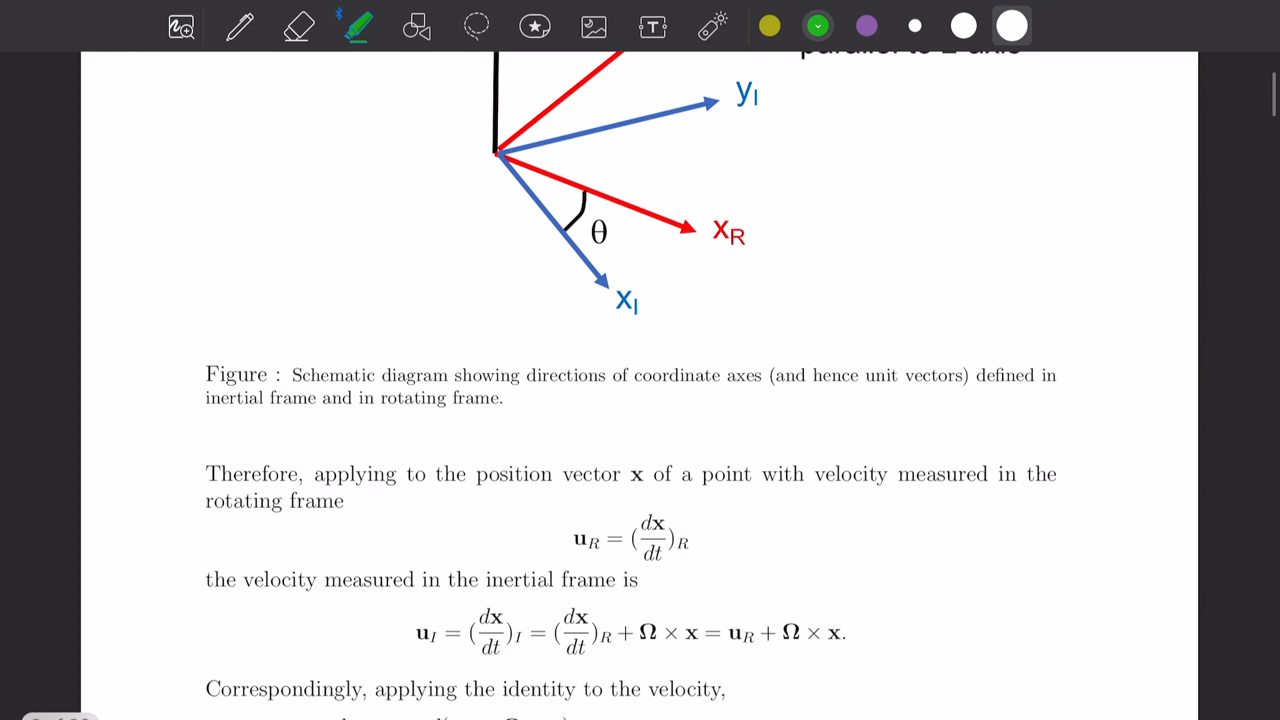 parallel to z-axis
y_I
x_R
θ
x_I
Figure : Schematic diagram showing directions of coordinate axes (and hence unit vectors) defined in
inertial frame and in rotating frame.
Therefore, applying to the position vector x of a point with velocity measured in the
rotating frame
u_R = (dx/dt)_R
the velocity measured in the inertial frame is
u_I = (dx/dt)_I = (dx/dt)_R + Ω × x = u_R + Ω × x.
Correspondingly, applying the identity to the velocity,